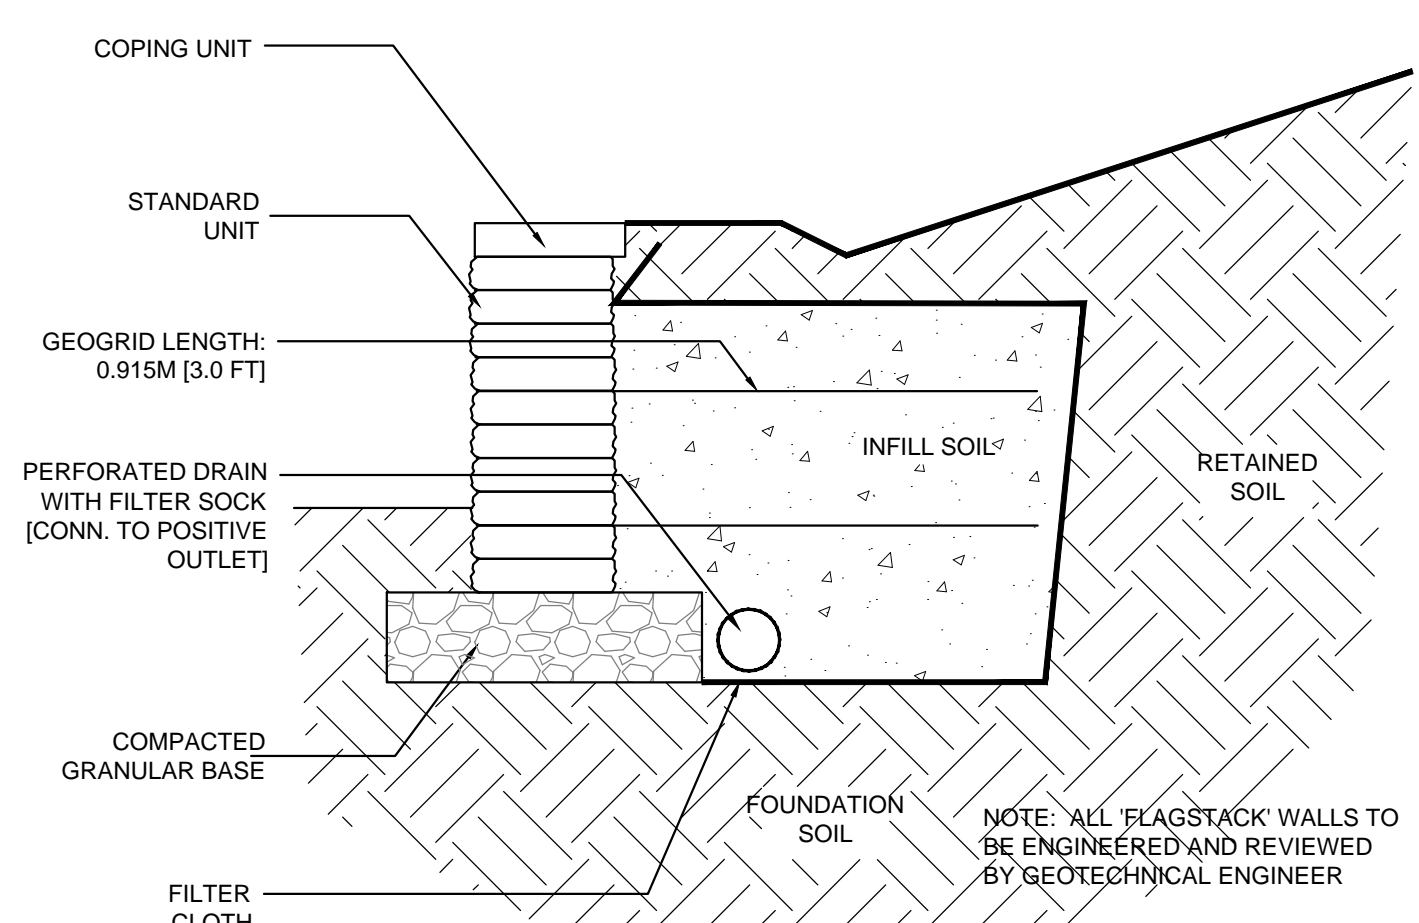 COPING UNIT
STANDARD
UNIT
GEOGRID LENGTH:
0.915M [3.0 FT]
INFILL SOIL
RETAINED
SOIL
PERFORATED DRAIN
WITH FILTER SOCK
[CONN. TO POSITIVE
OUTLET]
COMPACTED
GRANULAR BASE
FOUNDATION
SOIL
NOTE: ALL 'FLAGSTACK' WALLS TO
BE ENGINEERED AND REVIEWED
BY GEOTECHNICAL ENGINEER
FILTER
CLOTH